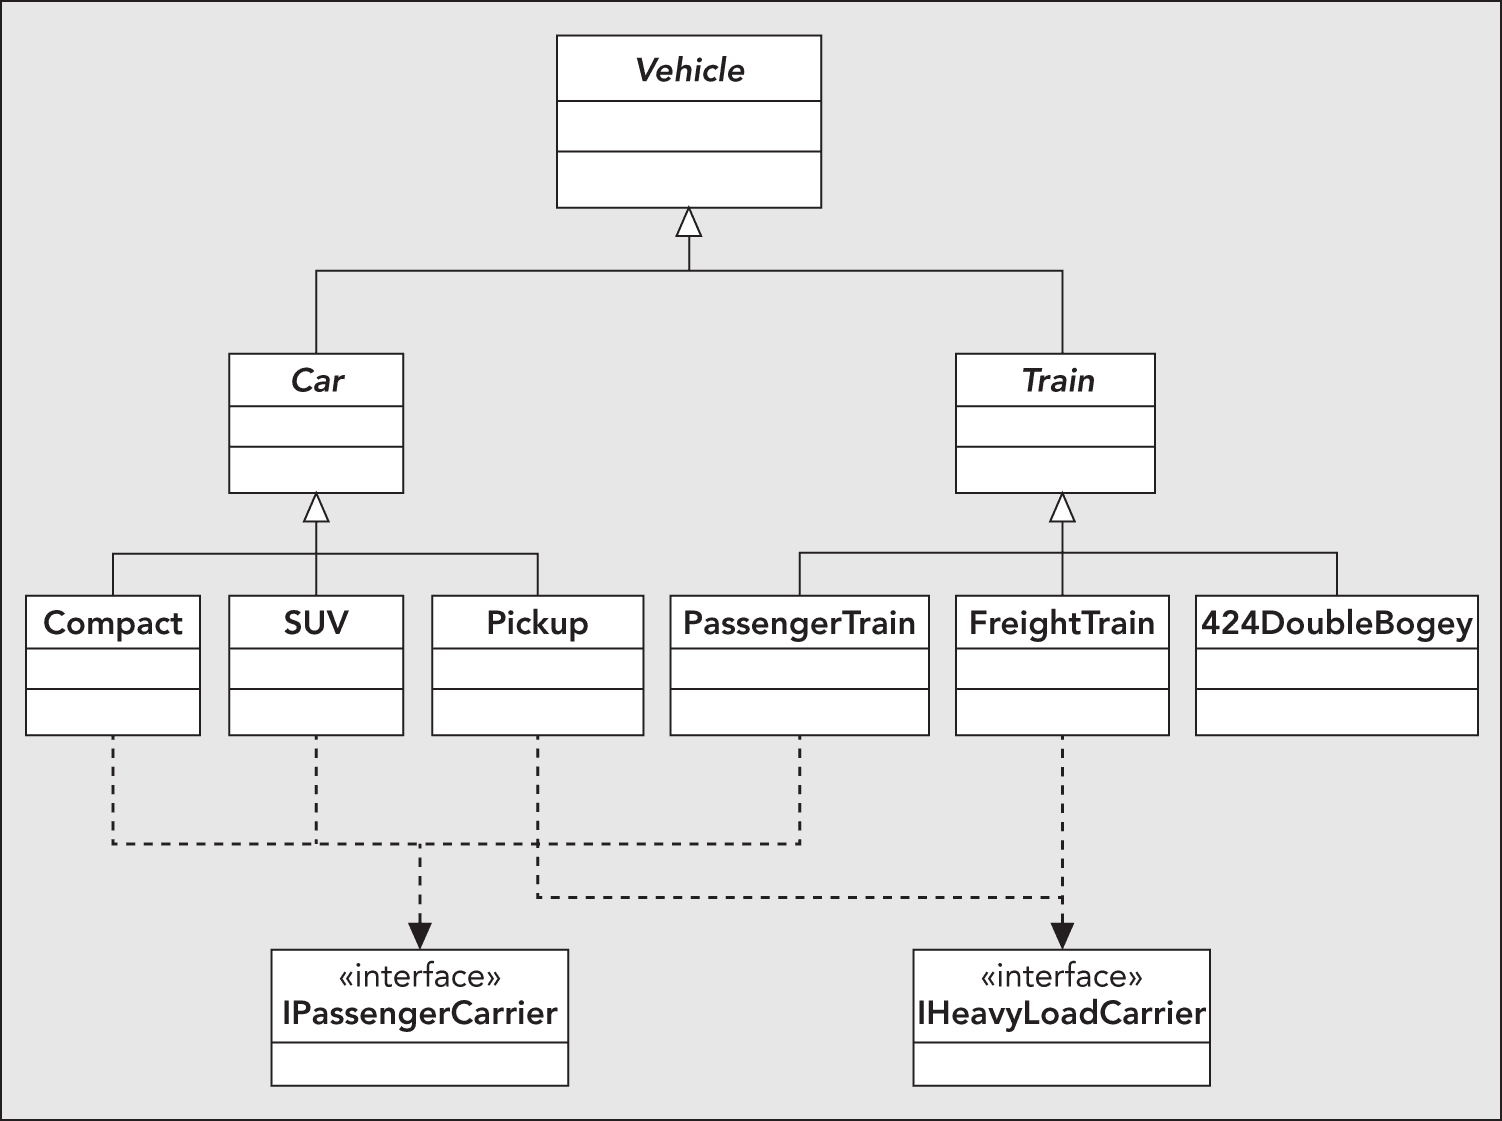 Vehicle
Car
Train
Compact
SUV
Pickup
PassengerTrain
FreightTrain
424DoubleBogey
«interface»
IPassengerCarrier
«interface»
IHeavyLoadCarrier